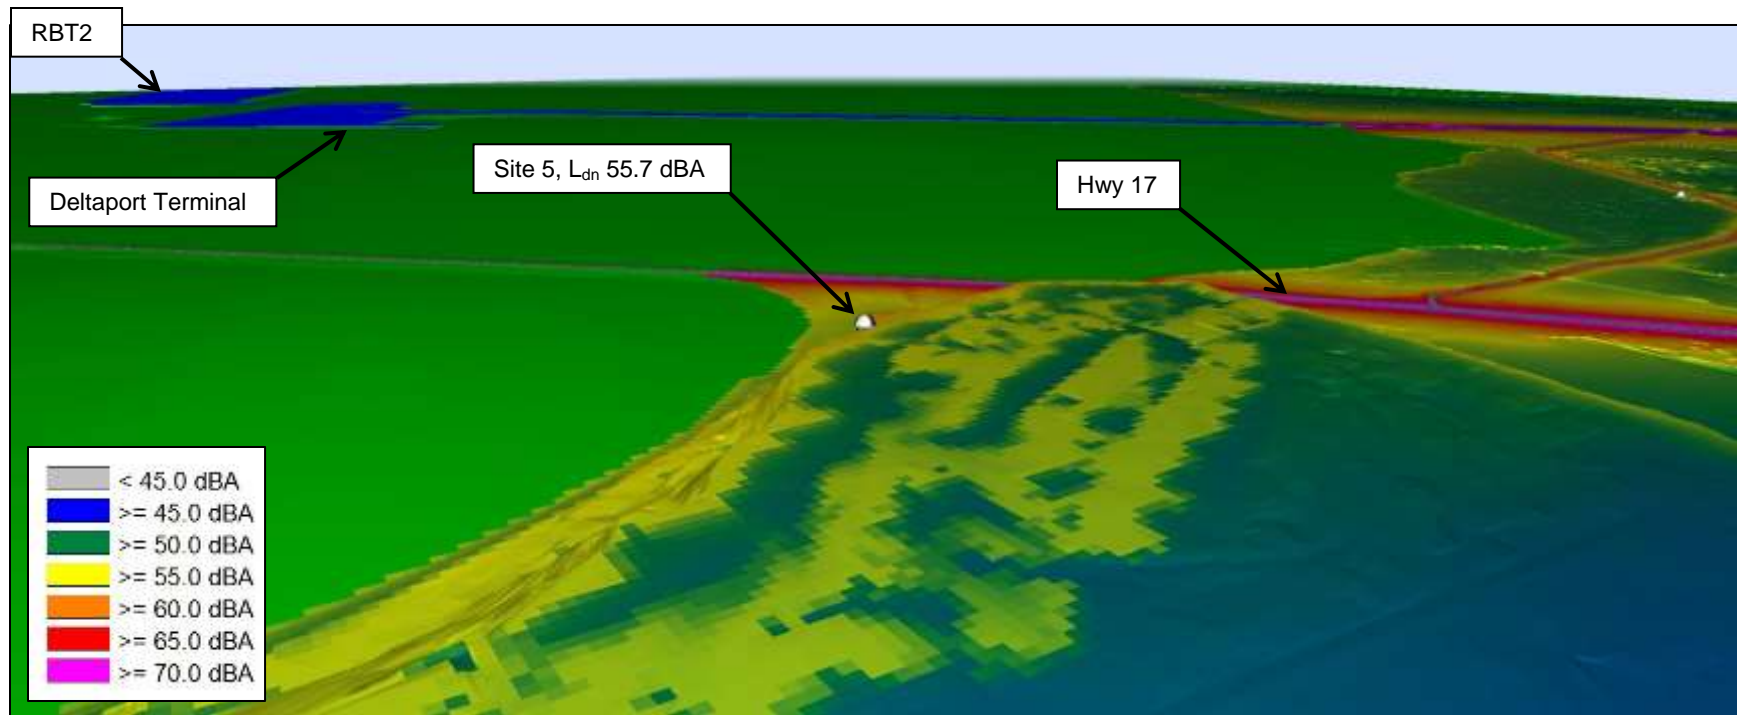 RBT2
Deltaport Terminal
Site 5, Ldn 55.7 dBA
Hwy 17
< 45.0 dBA
>= 45.0 dBA
>= 50.0 dBA
>= 55.0 dBA
>= 60.0 dBA
>= 65.0 dBA
>= 70.0 dBA